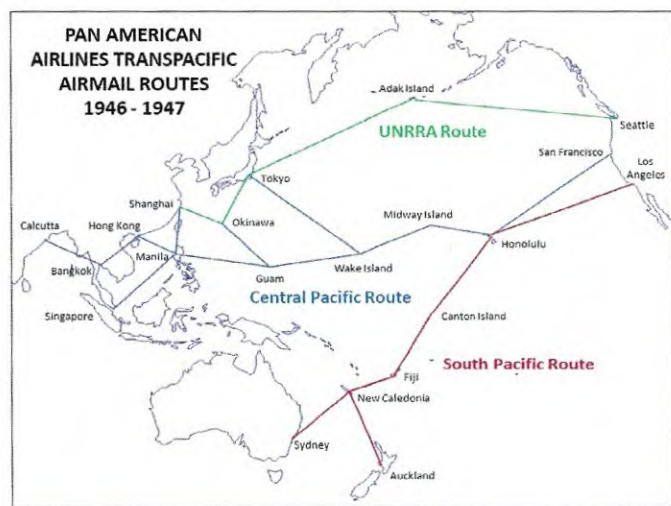 PAN AMERICAN
AIRLINES TRANSPACIFIC
AIRMAIL ROUTES
1946 - 1947
Adak Island
UNRRA Route
Seattle
San Francisco
Los
Angeles
Tokyo
Shanghai
Okinawa
Midway Island
Calcutta
Hong Kong
Honolulu
Manila
Bangkok
Guam
Wake Island
Central Pacific Route
Singapore
Canton Island
South Pacific Route
Fiji
New Caledonia
Sydney
Auckland